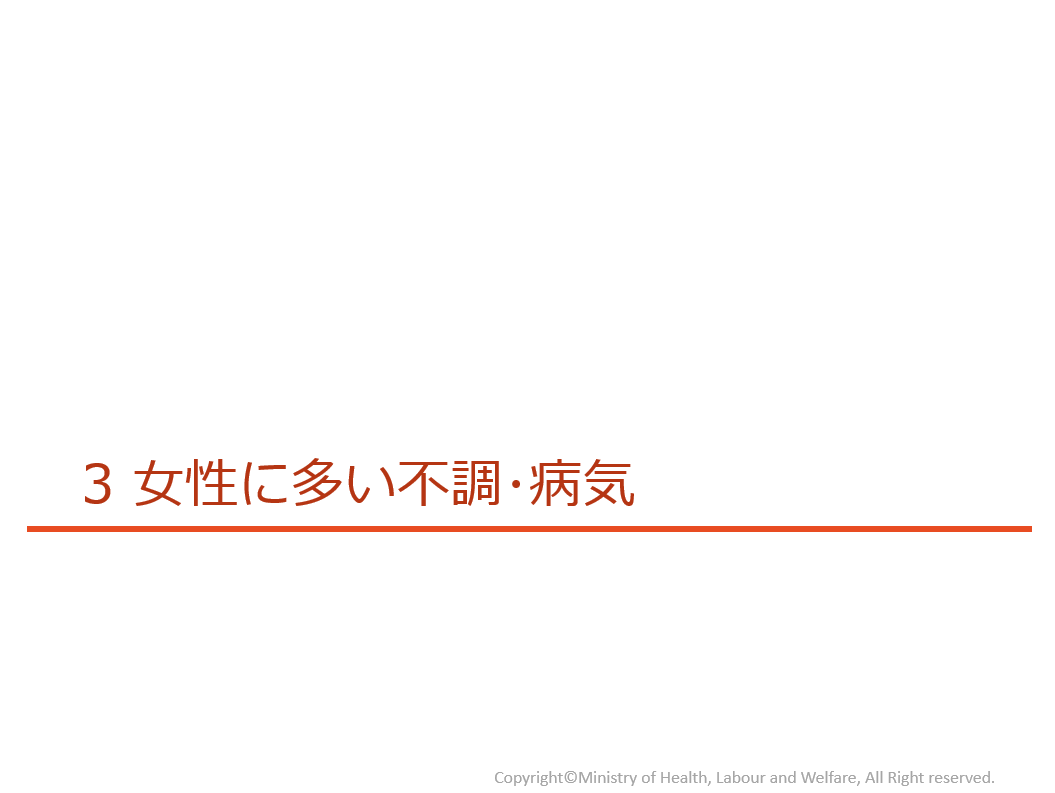 3 女性に多い不調・病気
Copyright©Ministry of Health, Labour and Welfare, All Right reserved.